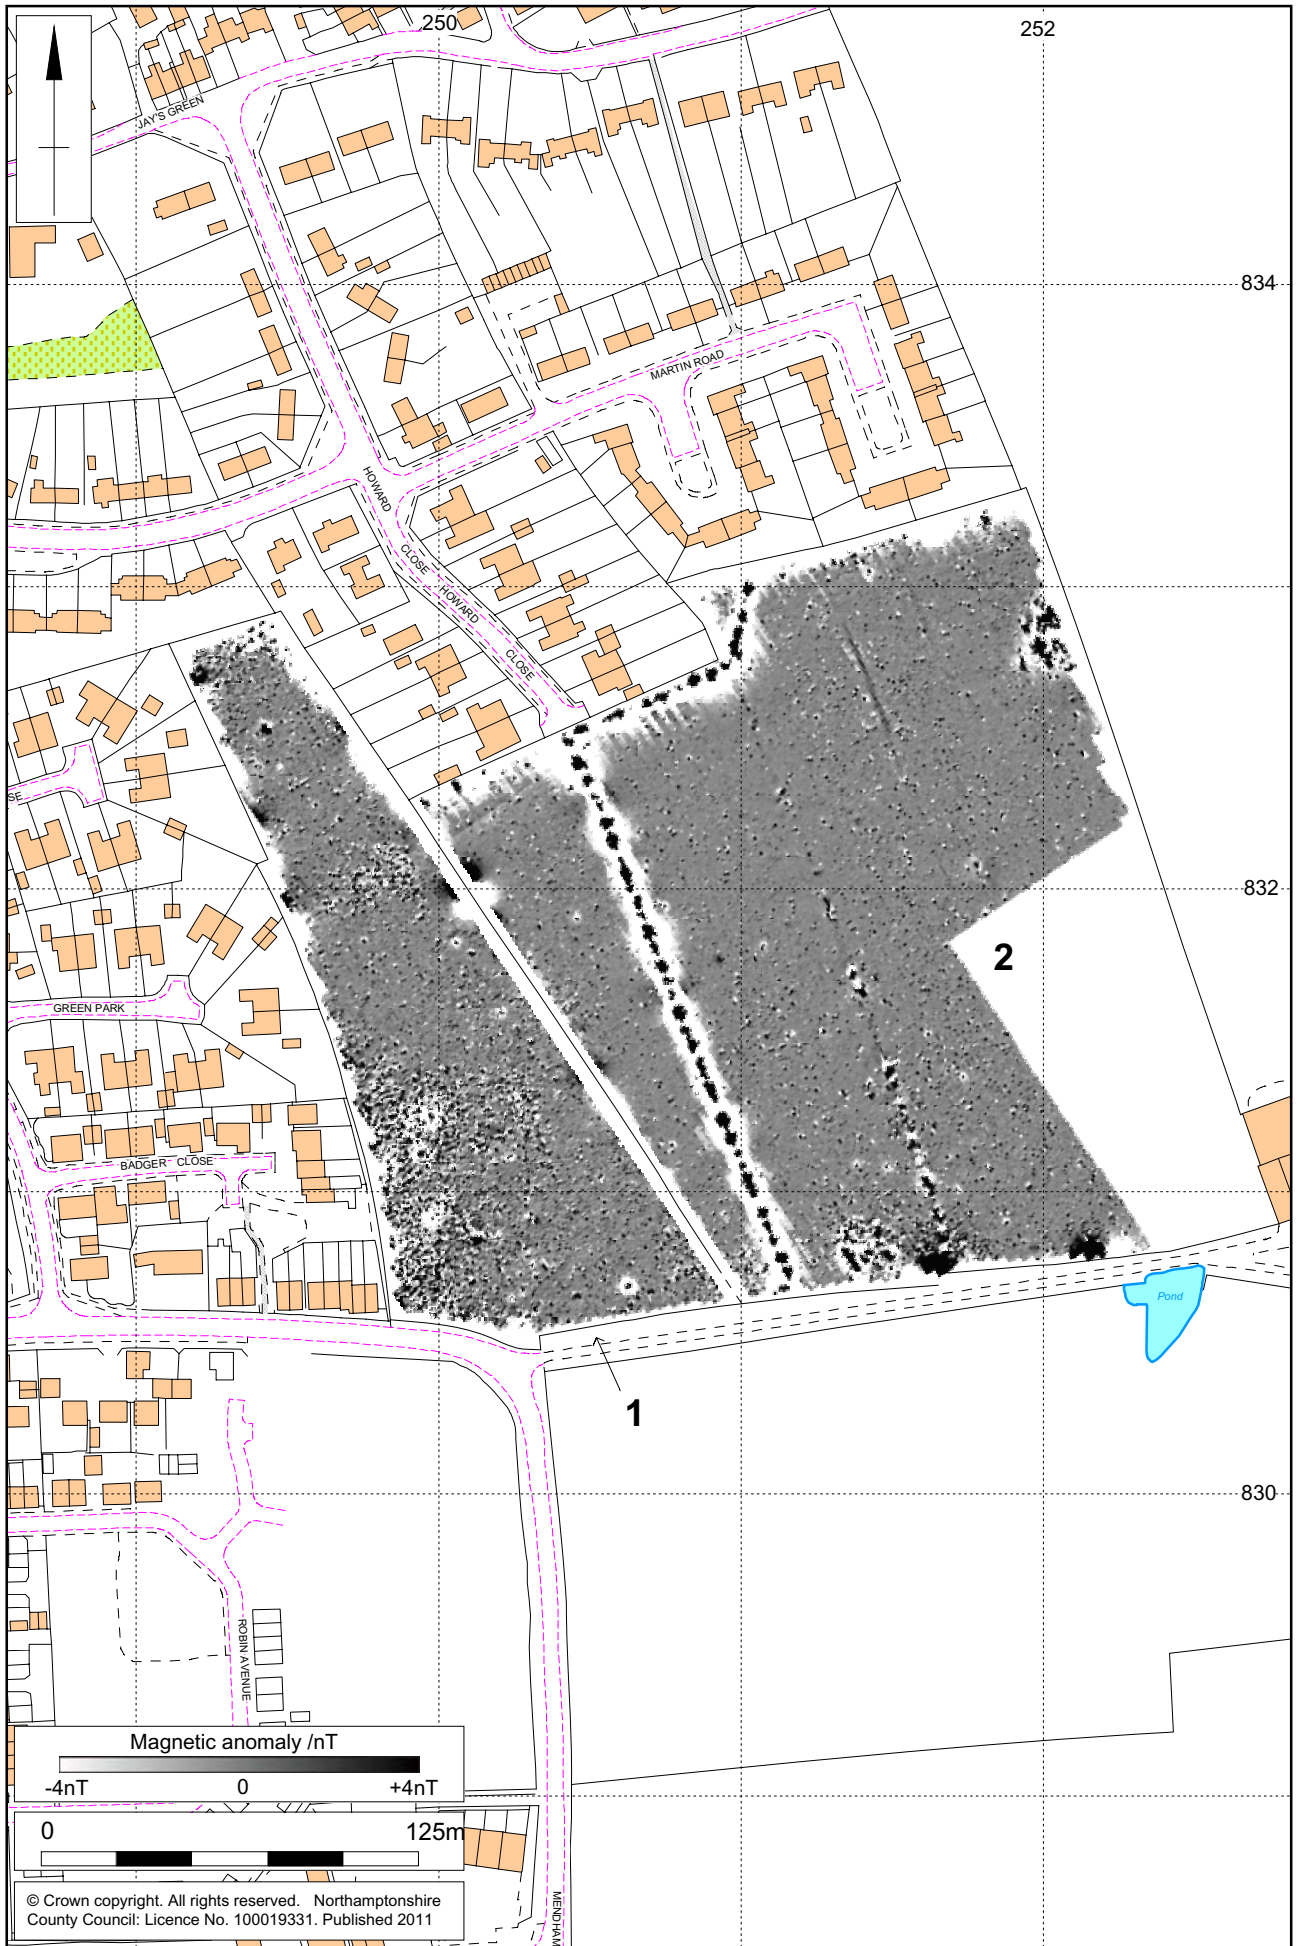 250
252
JAY'S GREEN
834
MARTIN ROAD
HOWARD
CLOSE
HOWARD
CLOSE
SE
832
2
GREEN PARK
BADGER CLOSE
Pond
1
830
ROBIN AVENUE
Magnetic anomaly /nT
-4nT 0 +4nT
0 125m
© Crown copyright. All rights reserved. Northamptonshire
County Council: Licence No. 100019331. Published 2011
MENDHAM